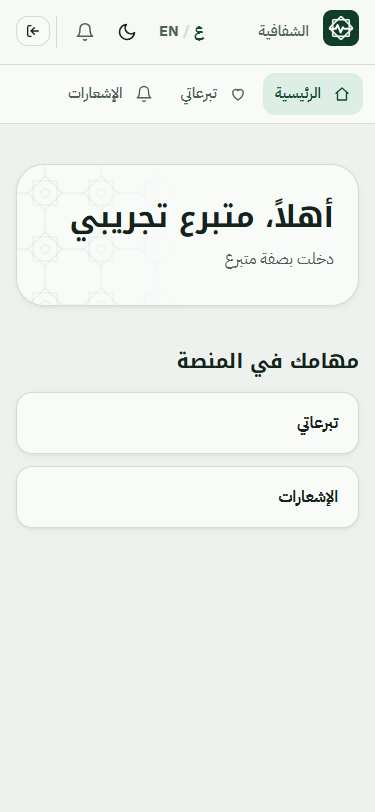 الشفافية
ع / EN
الرئيسية
تبرعاتي
الإشعارات
أهلاً، متبرع تجريبي
دخلت بصفة متبرع
مهامك في المنصة
تبرعاتي
الإشعارات